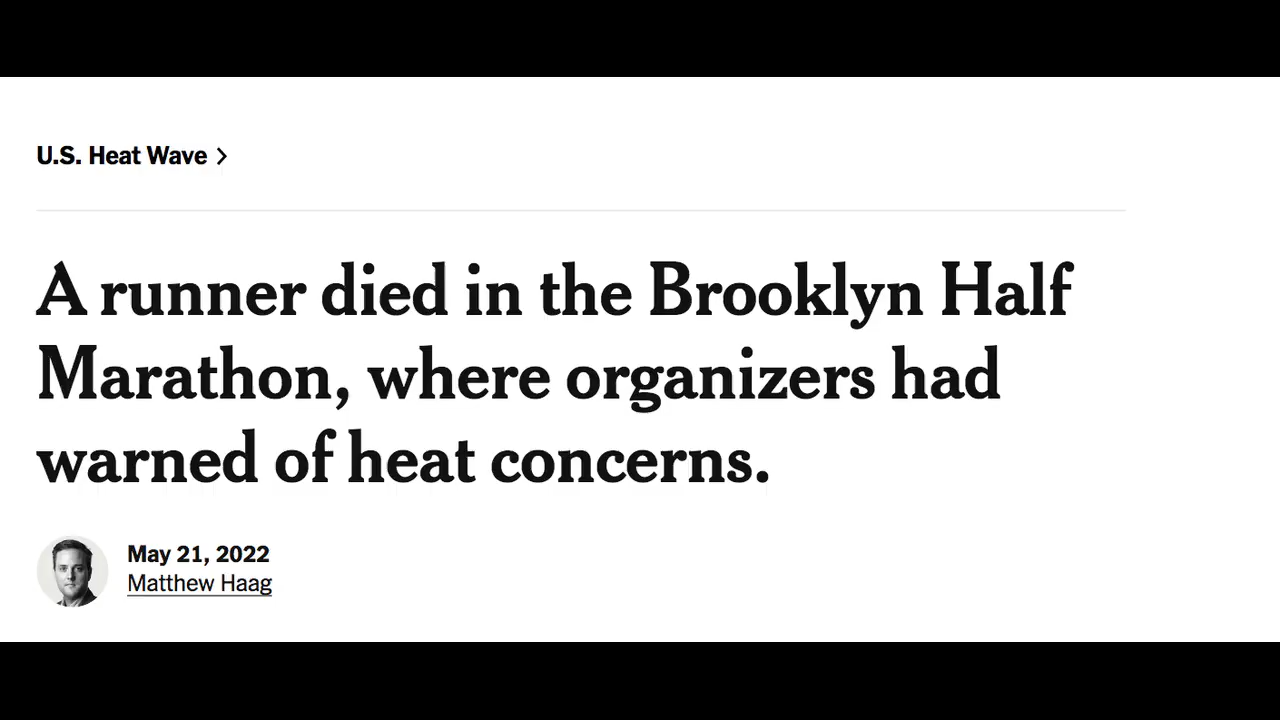 U.S. Heat Wave >
A runner died in the Brooklyn Half
Marathon, where organizers had
warned of heat concerns.
May 21, 2022
Matthew Haag